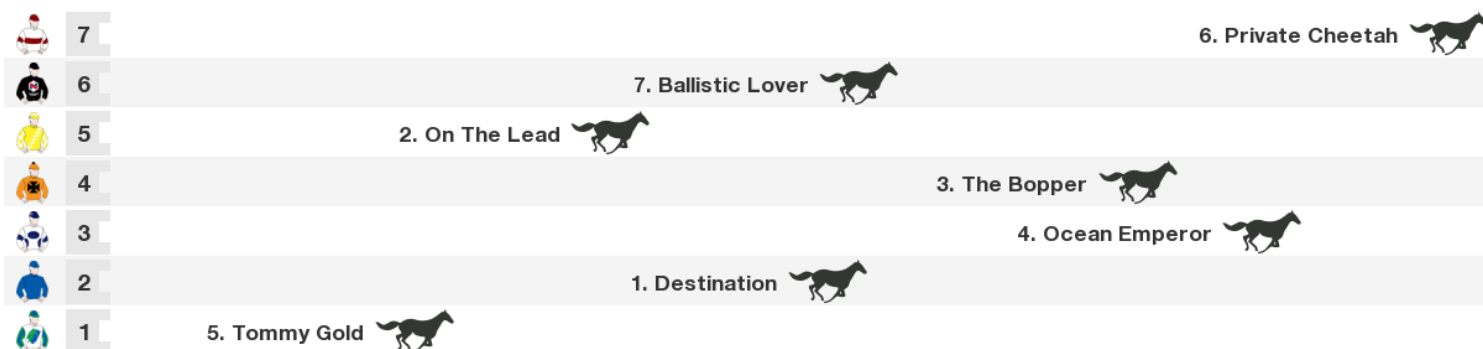 7 6. Private Cheetah
6 7. Ballistic Lover
5 2. On The Lead
4 3. The Bopper
3 4. Ocean Emperor
2 1. Destination
1 5. Tommy Gold